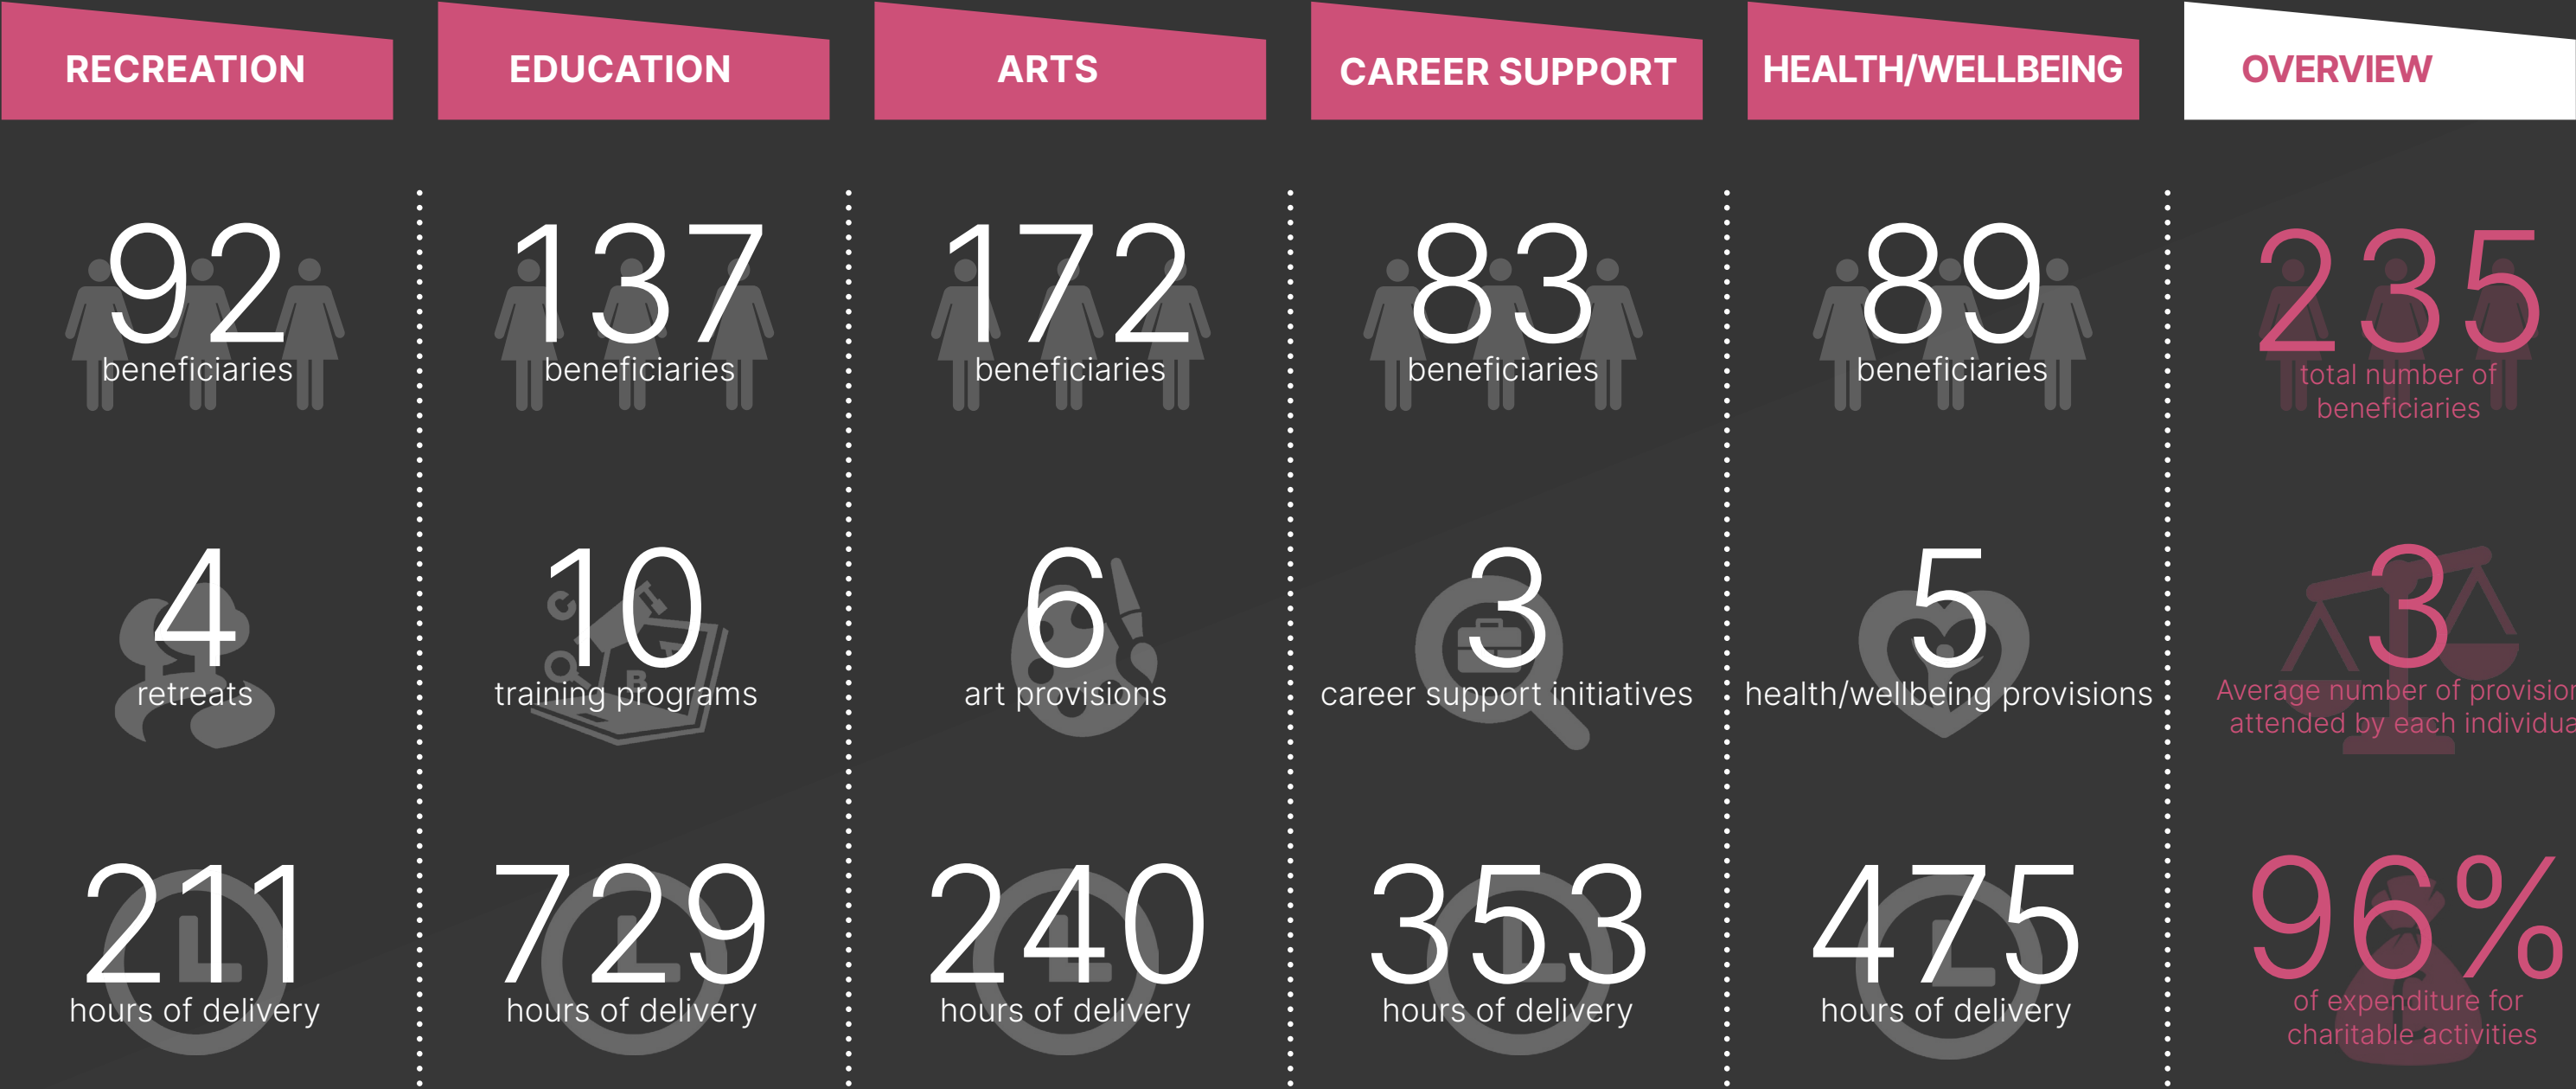 RECREATION
EDUCATION
ARTS
CAREER SUPPORT
HEALTH/WELLBEING
OVERVIEW
92
beneficiaries
137
beneficiaries
172
beneficiaries
83
beneficiaries
89
beneficiaries
235
total number of
beneficiaries
4
retreats
10
training programs
6
art provisions
3
career support initiatives
5
health/wellbeing provisions
3
Average number of
attended by each
211
hours of delivery
729
hours of delivery
240
hours of delivery
353
hours of delivery
475
hours of delivery
96%
of expenditure for
charitable activities